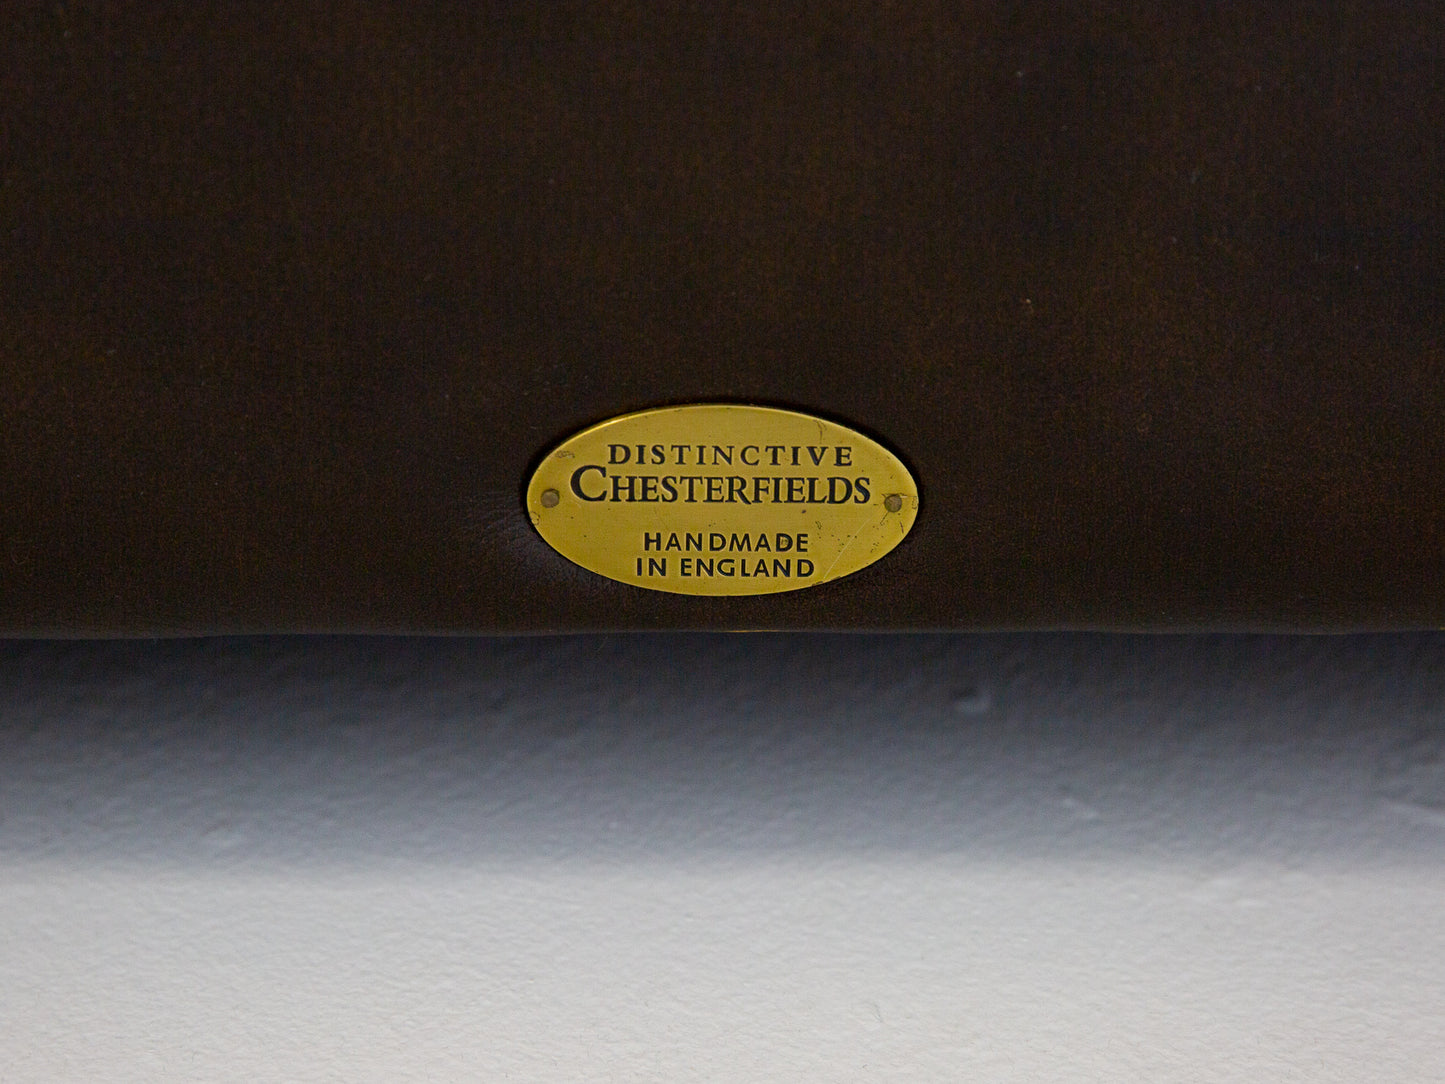 DISTINCTIVE
CHESTERFIELDS
HANDMADE
IN ENGLAND